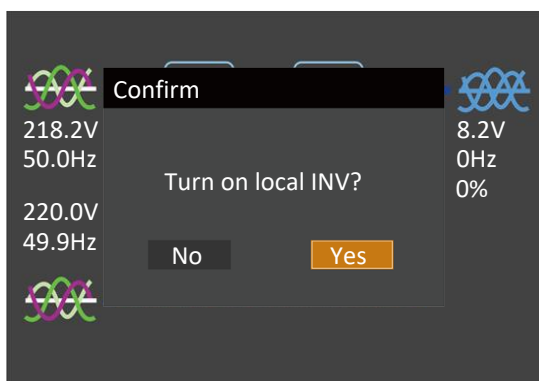 Confirm
218.2V
50.0Hz
220.0V
49.9Hz
Turn on local INV?
No
Yes
8.2V
0Hz
0%